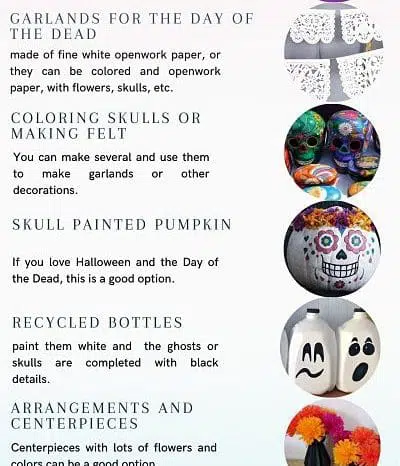 GARLANDS FOR THE DAY OF
THE DEAD
made of fine white openwork paper, or
they can be colored and openwork
paper, with flowers, skulls, etc.
COLORING SKULLS OR
MAKING FELT
You can make several and use them
to make garlands or other
decorations.
SKULL PAINTED PUMPKIN
If you love Halloween and the Day of
the Dead, this is a good option.
RECYCLED BOTTLES
paint them white and the ghosts or
skulls are completed with black
details.
ARRANGEMENTS AND
CENTERPIECES
Centerpieces with lots of flowers and
colors can be a good option